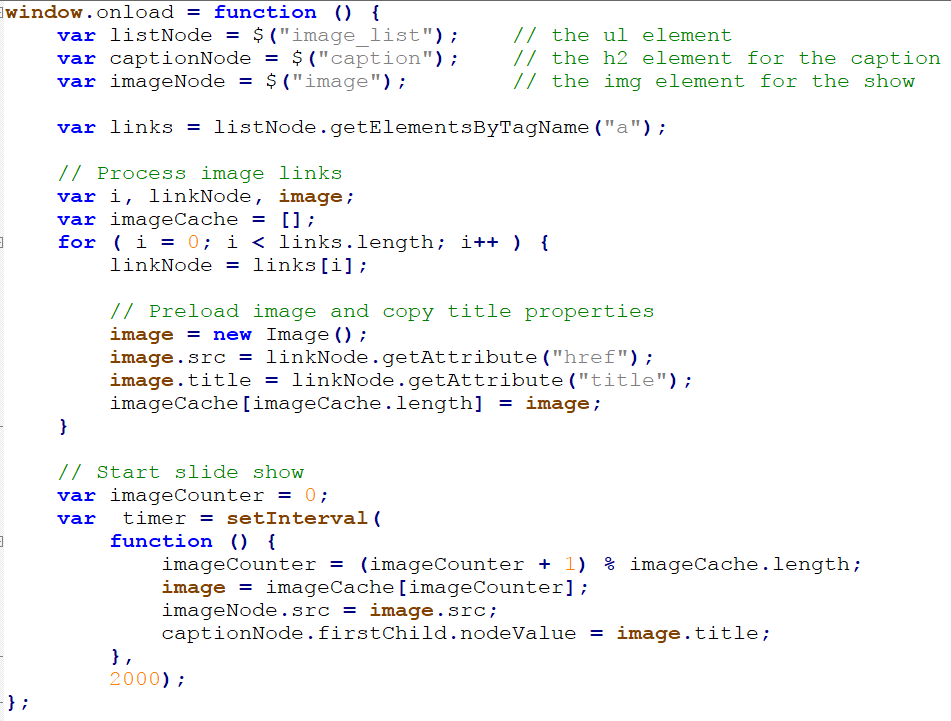 window.onload = function () {
    var listNode = $("image_list");    // the ul element
    var captionNode = $("caption");    // the h2 element for the caption
    var imageNode = $("image");        // the img element for the show

    var links = listNode.getElementsByTagName("a");

    // Process image links
    var i, linkNode, image;
    var imageCache = [];
    for ( i = 0; i < links.length; i++ ) {
        linkNode = links[i];

        // Preload image and copy title properties
        image = new Image();
        image.src = linkNode.getAttribute("href");
        image.title = linkNode.getAttribute("title");
        imageCache[imageCache.length] = image;
    }

    // Start slide show
    var imageCounter = 0;
    var  timer = setInterval(
        function () {
            imageCounter = (imageCounter + 1) % imageCache.length;
            image = imageCache[imageCounter];
            imageNode.src = image.src;
            captionNode.firstChild.nodeValue = image.title;
        },
        2000);
};